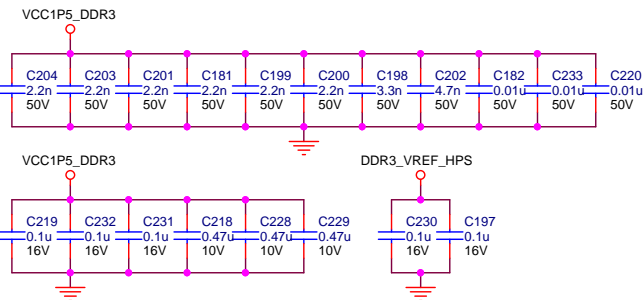 VCC1P5_DDR3
C204 C203 C201 C181 C199 C200 C198 C202 C182 C233 C220
2.2n 2.2n 2.2n 2.2n 2.2n 2.2n 3.3n 4.7n 0.01u 0.01u 0.01u
50V 50V 50V 50V 50V 50V 50V 50V 50V 50V 50V
VCC1P5_DDR3 DDR3_VREF_HPS
C219 C232 C231 C218 C228 C229 C230 C197
0.1u 0.1u 0.1u 0.47u 0.47u 0.47u 0.1u 0.1u
16V 16V 16V 10V 10V 10V 16V 16V